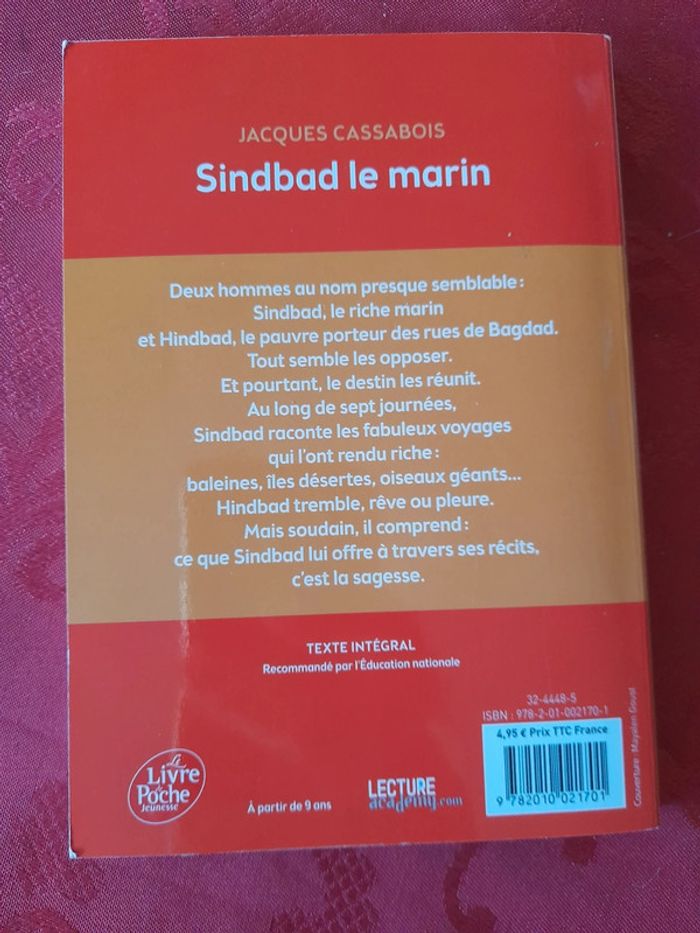 JACQUES CASSABOIS
Sindbad le marin
Deux hommes au nom presque semblable :
Sindbad, le riche marin
et Hindbad, le pauvre porteur des rues de Bagdad.
Tout semble les opposer.
Et pourtant, le destin les réunit.
Au long de sept journées,
Sindbad raconte les fabuleux voyages
qui l'ont rendu riche :
baleines, îles désertes, oiseaux géants...
Hindbad tremble, rêve ou pleure.
Mais soudain, il comprend :
ce que Sindbad lui offre à travers ses récits,
c'est la sagesse.
TEXTE INTÉGRAL
Recommandé par l'Éducation nationale
32-4448-5
ISBN : 978-2-01-002170-1
4,95 € Prix TTC France
9 782010 021701
Le
Livre
de
Poche
Jeunesse
À partir de 9 ans
LECTURE
academy.com
Couverture : Mayalen Goust